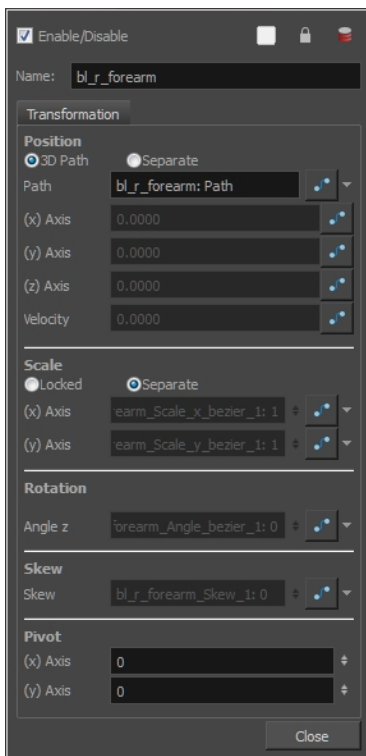 Enable/Disable
Name: bl_r_forearm
Transformation
Position
3D Path Separate
Path bl_r_forearm: Path
(x) Axis 0.0000
(y) Axis 0.0000
(z) Axis 0.0000
Velocity 0.0000
Scale
Locked Separate
(x) Axis earm_Scale_x_bezier_1: 1
(y) Axis earm_Scale_y_bezier_1: 1
Rotation
Angle z forearm_Angle_bezier_1: 0
Skew
Skew bl_r_forearm_Skew_1: 0
Pivot
(x) Axis 0
(y) Axis 0
Close